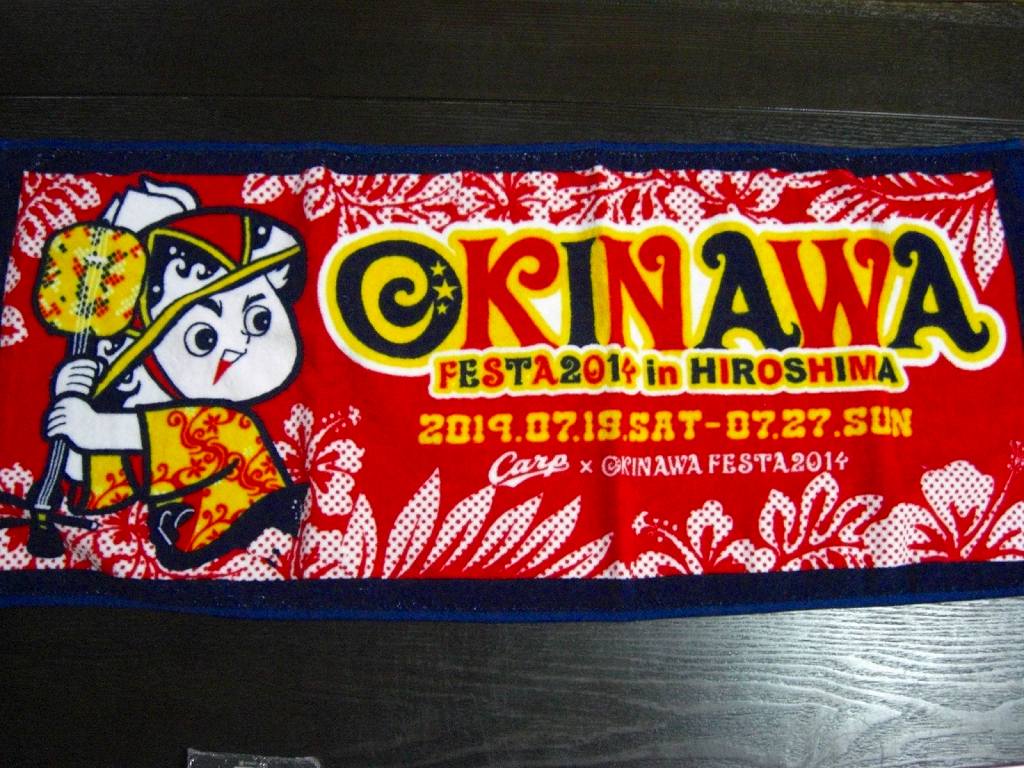 OKINAWA
FESTA2014 in HIROSHIMA
2014.07.19.SAT-07.27.SUN
Carp × OKINAWA FESTA2014